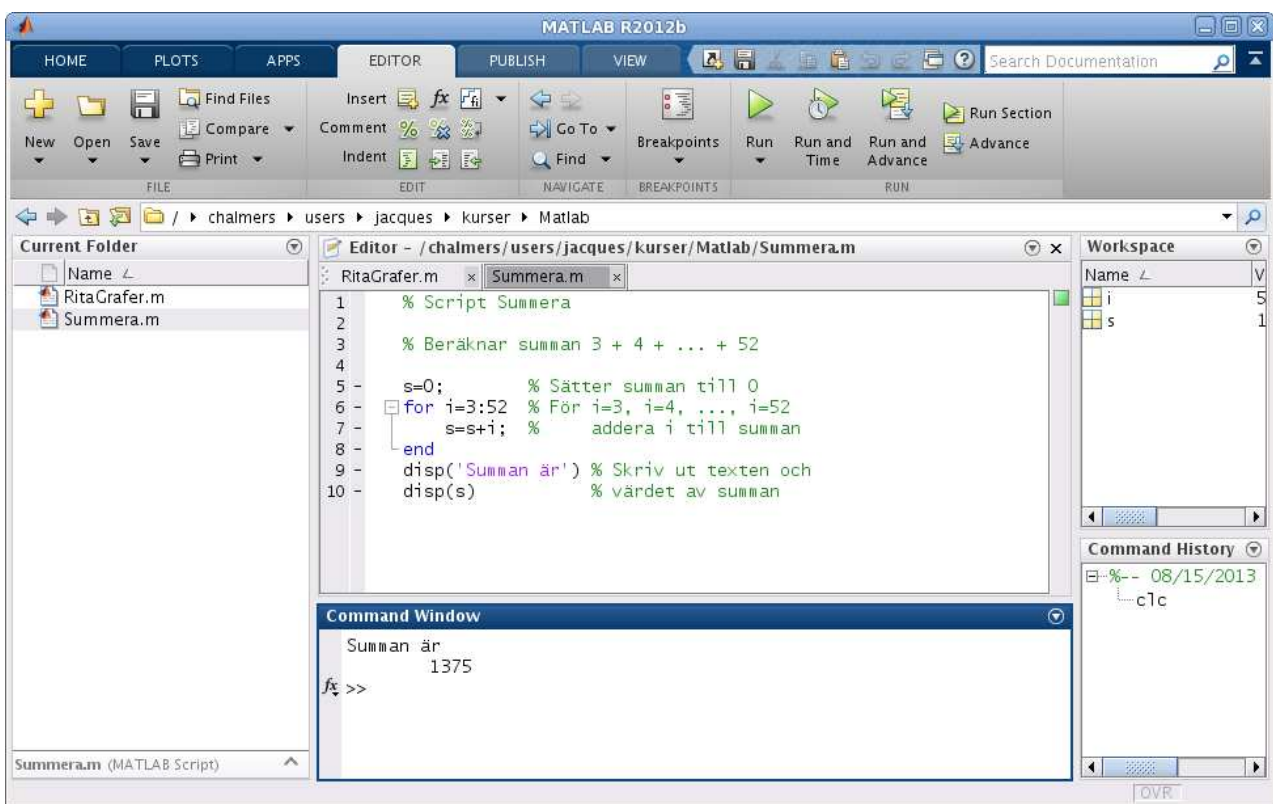 MATLAB R2012b
HOME PLOTS APPS EDITOR PUBLISH VIEW Search Documentation
New Open Save Find Files Compare Print
FILE
Insert fx
Comment %
Indent
EDIT
Go To
Find
NAVIGATE
Breakpoints
BREAKPOINTS
Run Run and Time Run and Advance Run Section Advance
RUN
/ chalmers users jacques kurser Matlab
Current Folder
Name
RitaGrafer.m
Summera.m
Summera.m (MATLAB Script)
Editor - /chalmers/users/jacques/kurser/Matlab/Summera.m
RitaGrafer.m × Summera.m ×
1 % Script Summera
2
3 % Beräknar summan 3 + 4 + ... + 52
4
5 - s=0; % Sätter summan till 0
6 - for i=3:52 % För i=3, i=4, ..., i=52
7 - s=s+i; % addera i till summan
8 - end
9 - disp('Summan är') % Skriv ut texten och
10 - disp(s) % värdet av summan
Command Window
Summan är
1375
fx >>
Workspace
Name V
i 5
s 1
Command History
%-- 08/15/2013
clc
OVR